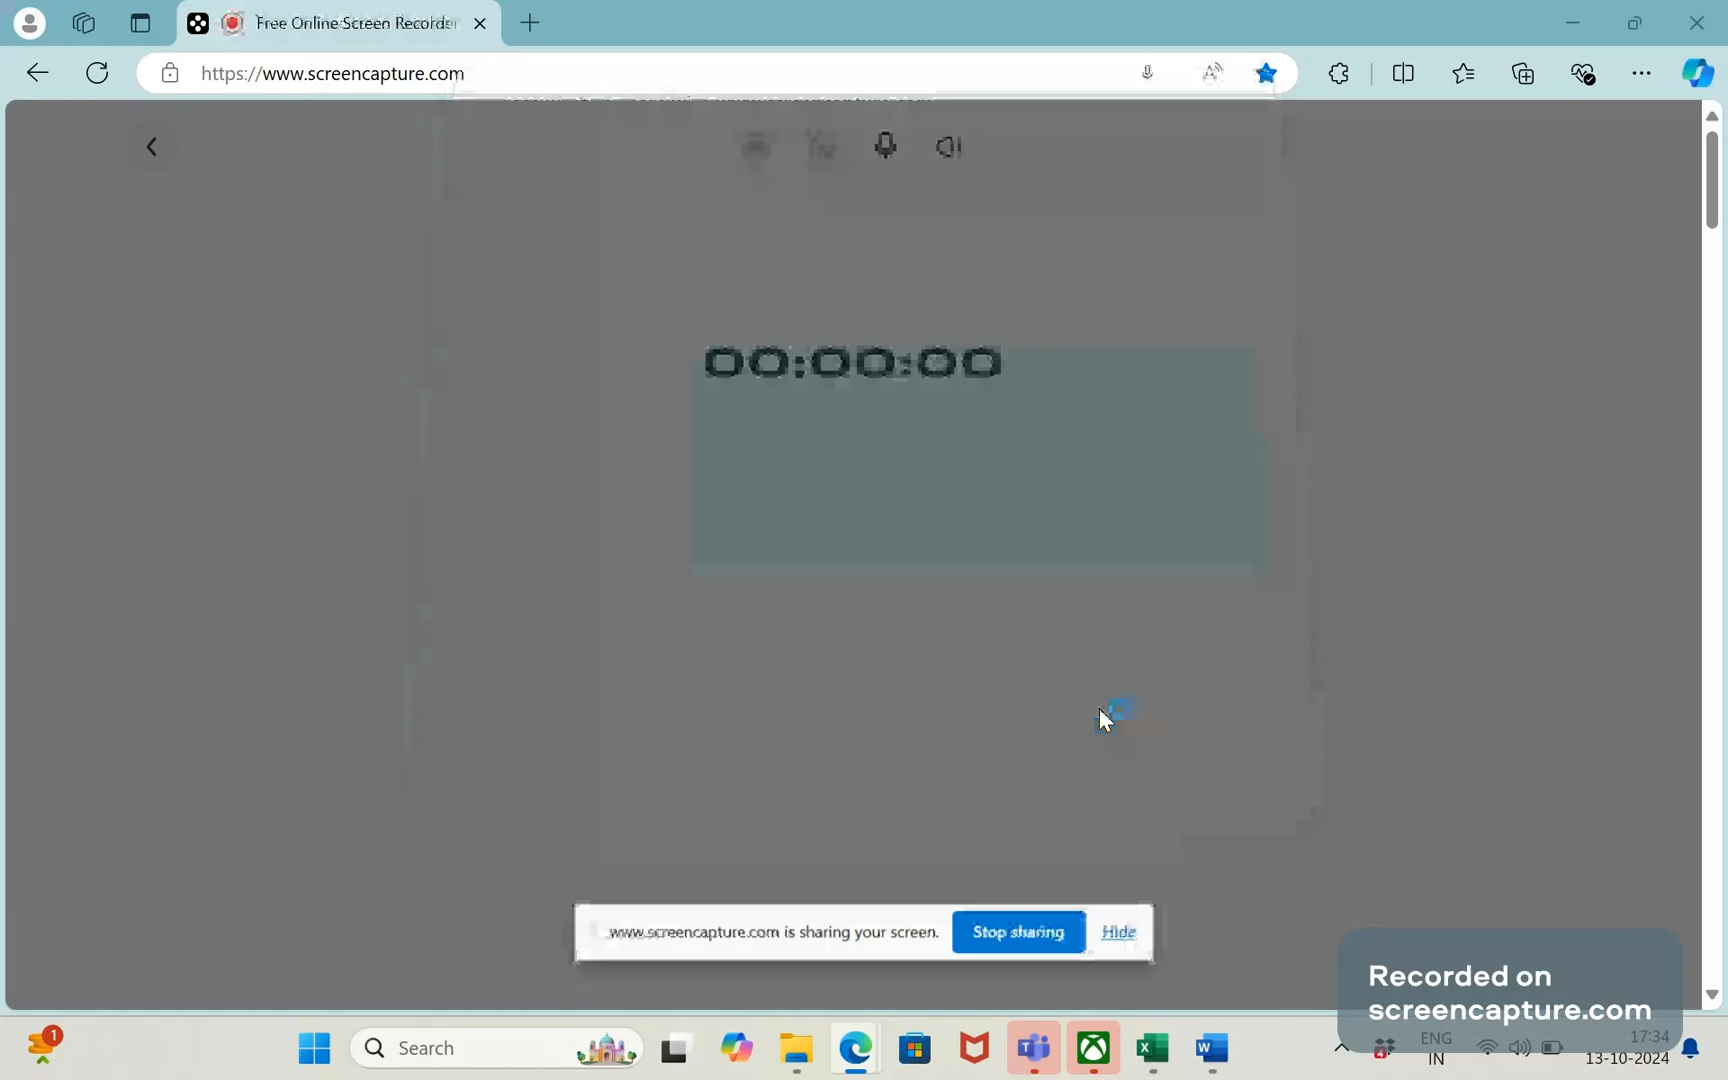 Free Online Screen Recorder
https://www.screencapture.com
00:00:00
www.screencapture.com is sharing your screen.
Stop sharing
Hide
Recorded on
screencapture.com
1
Search
ENG
IN
17:34
13-10-2024